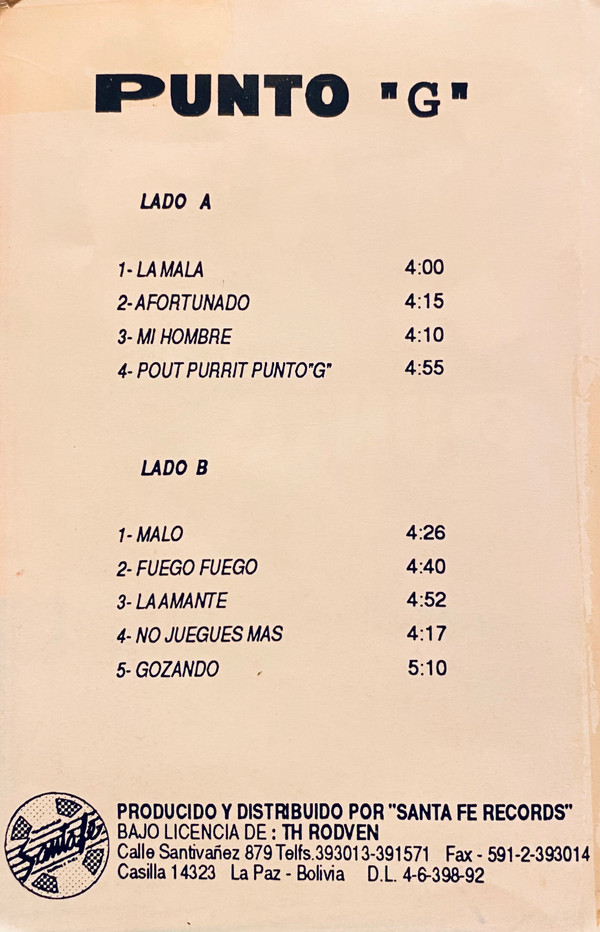 PUNTO "G"
LADO A
1- LA MALA 4:00
2- AFORTUNADO 4:15
3- MI HOMBRE 4:10
4- POUT PURRIT PUNTO"G" 4:55
LADO B
1- MALO 4:26
2- FUEGO FUEGO 4:40
3- LA AMANTE 4:52
4- NO JUEGUES MAS 4:17
5- GOZANDO 5:10
Santa fe
PRODUCIDO Y DISTRIBUIDO POR "SANTA FE RECORDS"
BAJO LICENCIA DE : TH RODVEN
Calle Santivañez 879 Telfs.393013-391571 Fax - 591-2-393014
Casilla 14323 La Paz - Bolivia D.L. 4-6-398-92